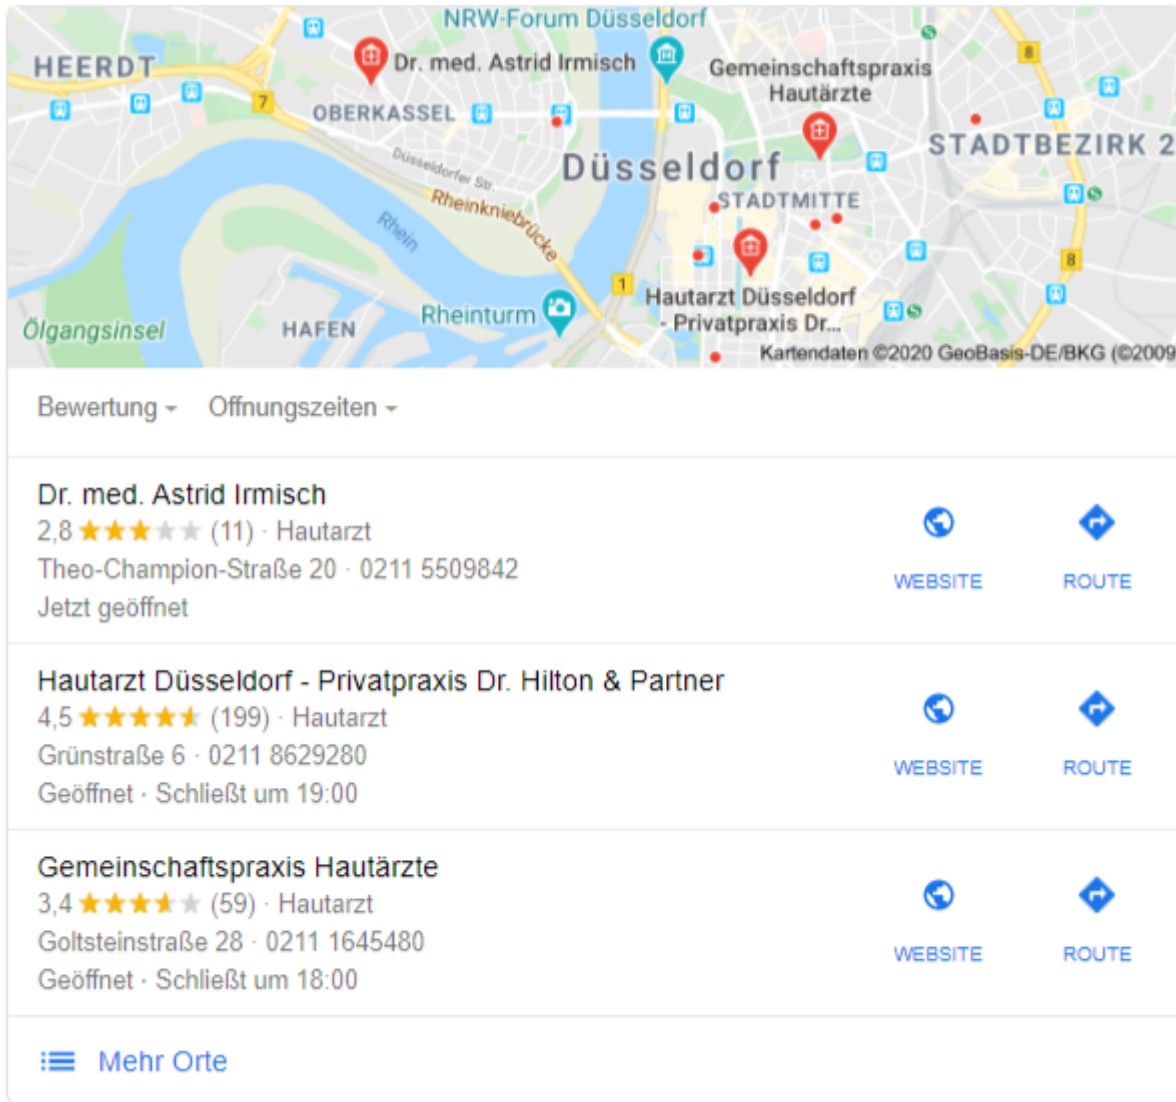 NRW-Forum Düsseldorf
HEERDT
Dr. med. Astrid Irmisch
Gemeinschaftspraxis
Hautärzte
8
7
OBERKASSEL
STADTBEZIRK 2
Düsseldorf
Düsseldorfer Str.
Rheinkniebrücke
STADTMITTE
Rhein
8
1
Hautarzt Düsseldorf
- Privatpraxis Dr...
Rheinturm
Ölgangsinsel
HAFEN
Kartendaten ©2020 GeoBasis-DE/BKG (©2009
Bewertung
Öffnungszeiten
Dr. med. Astrid Irmisch
2,8 (11) · Hautarzt
Theo-Champion-Straße 20 · 0211 5509842
Jetzt geöffnet
WEBSITE
ROUTE
Hautarzt Düsseldorf - Privatpraxis Dr. Hilton & Partner
4,5 (199) · Hautarzt
Grünstraße 6 · 0211 8629280
Geöffnet · Schließt um 19:00
WEBSITE
ROUTE
Gemeinschaftspraxis Hautärzte
3,4 (59) · Hautarzt
Goltsteinstraße 28 · 0211 1645480
Geöffnet · Schließt um 18:00
WEBSITE
ROUTE
Mehr Orte